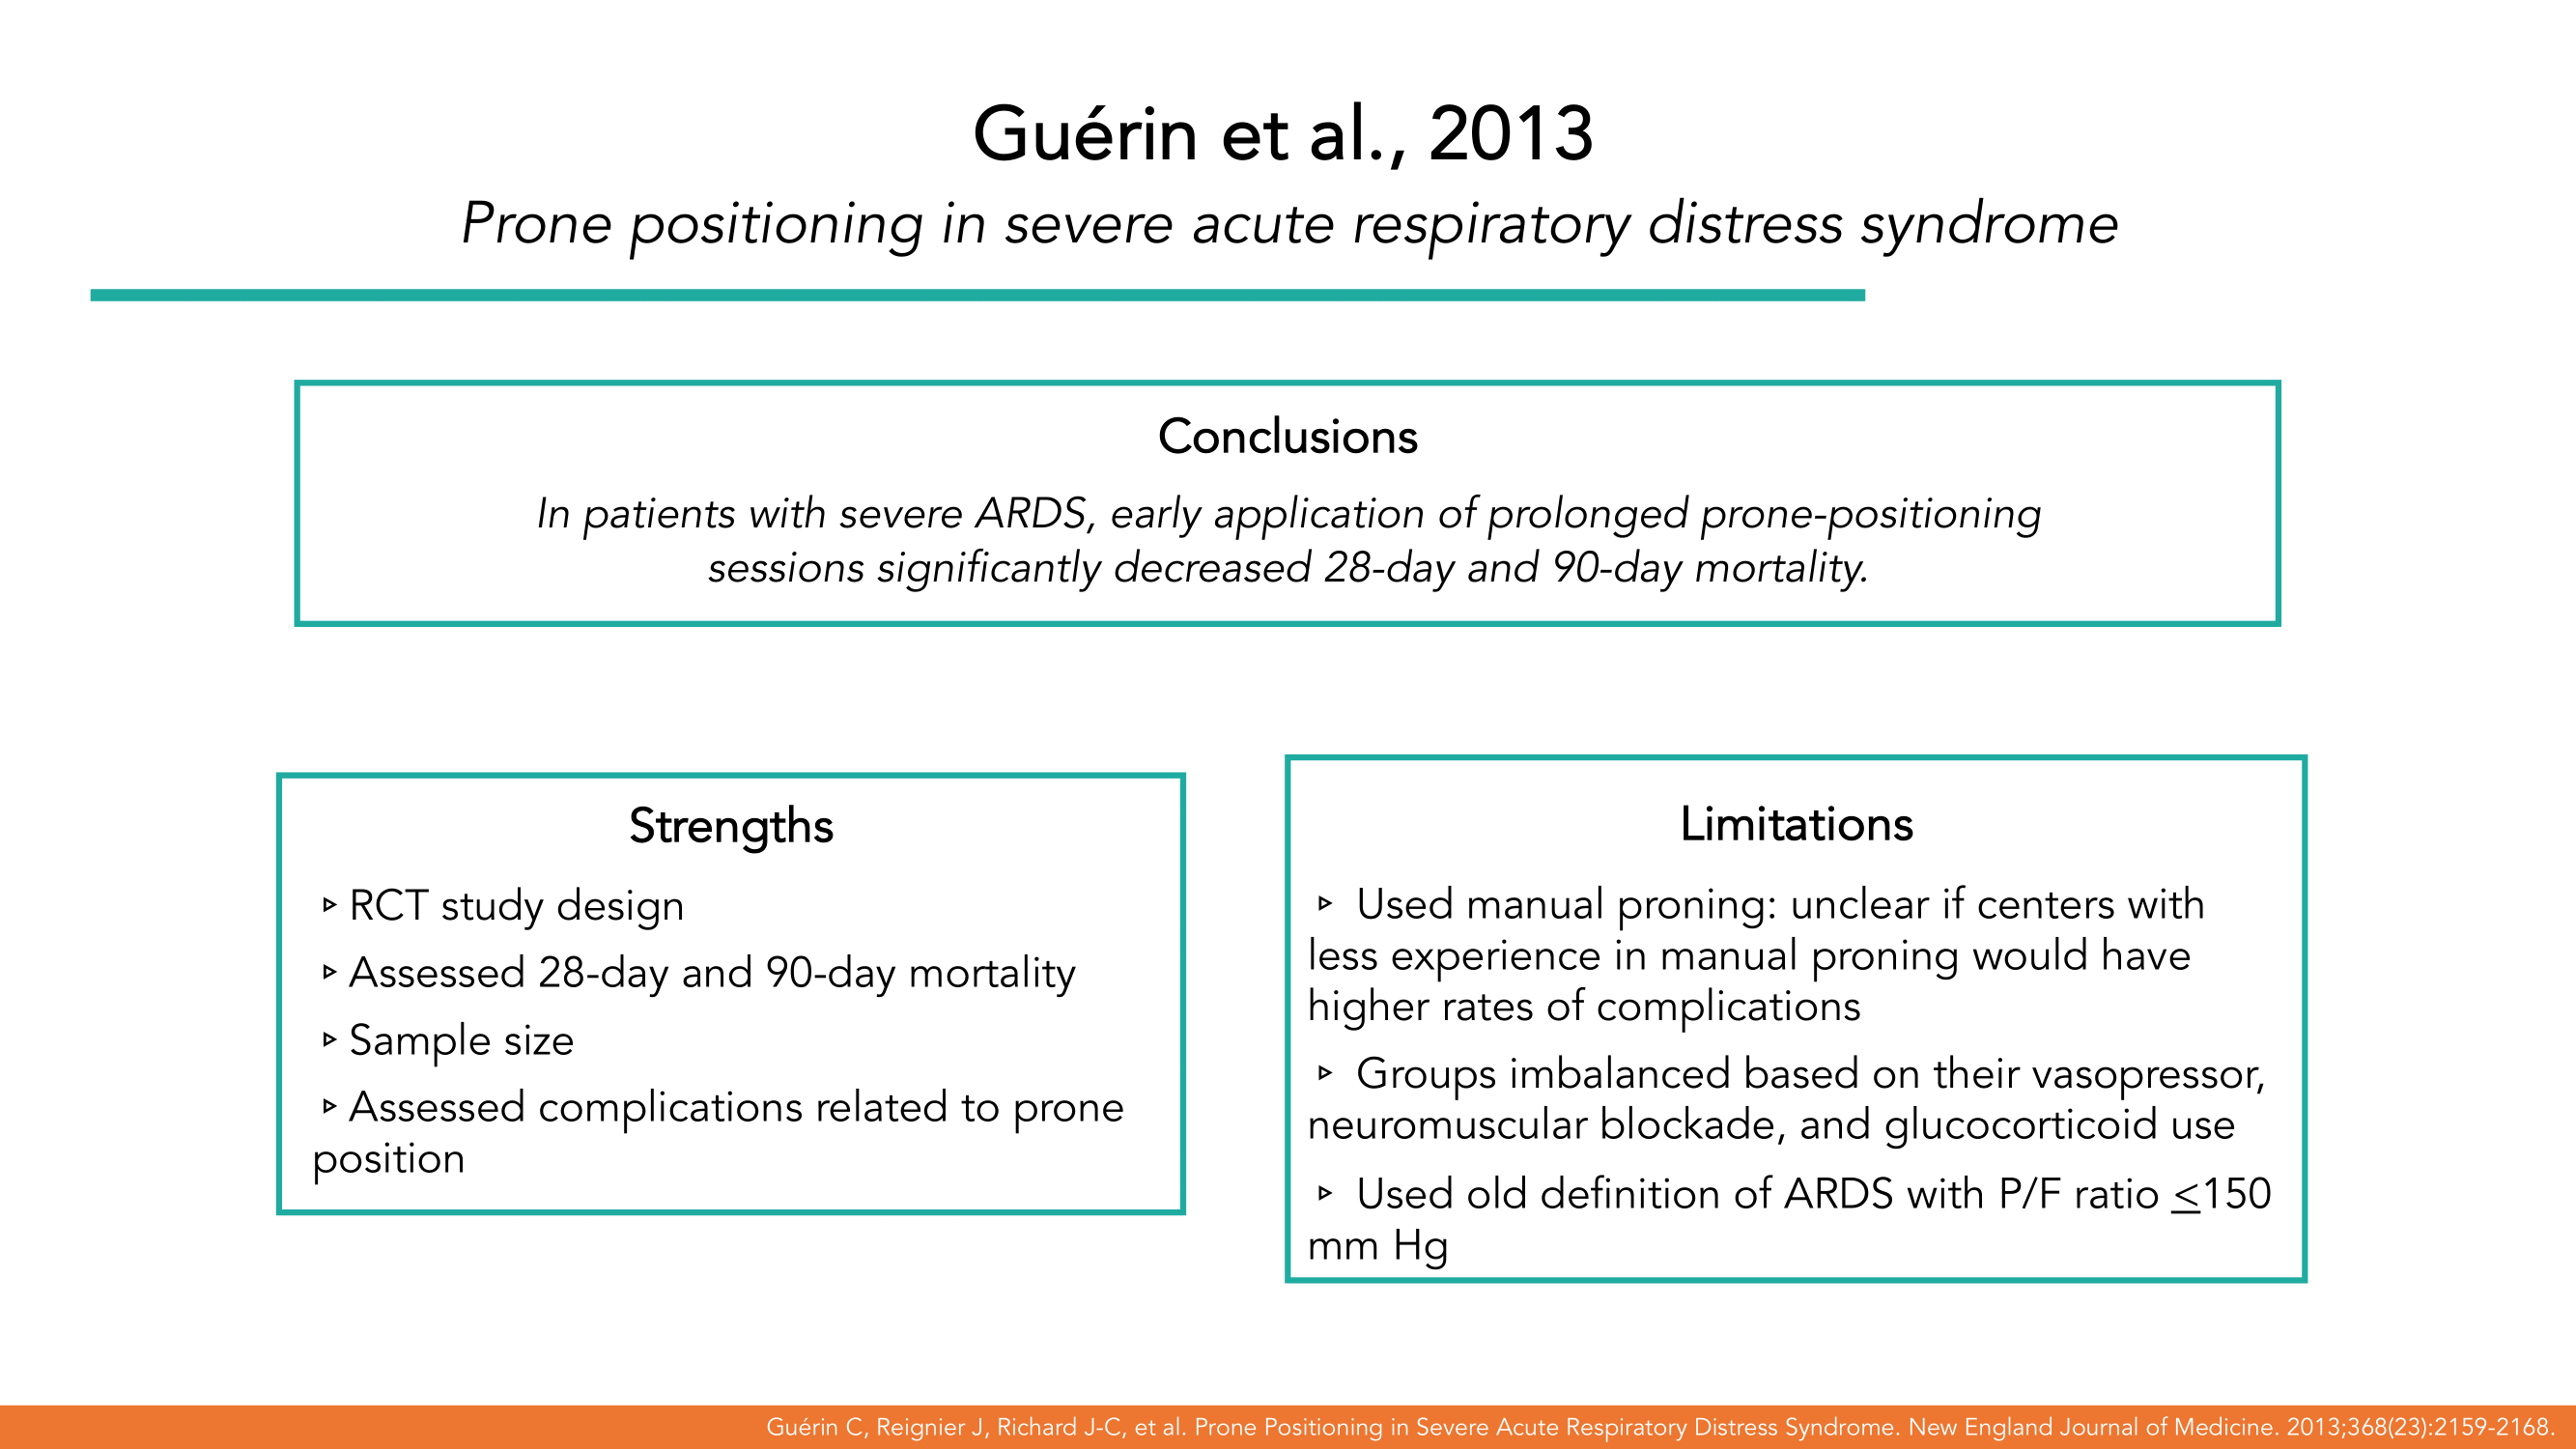 Guérin et al., 2013
Prone positioning in severe acute respiratory distress syndrome
Conclusions
In patients with severe ARDS, early application of prolonged prone-positioning
sessions significantly decreased 28-day and 90-day mortality.
Strengths
▹ RCT study design
▹ Assessed 28-day and 90-day mortality
▹ Sample size
▹ Assessed complications related to prone
position
Limitations
▹ Used manual proning: unclear if centers with
less experience in manual proning would have
higher rates of complications
▹ Groups imbalanced based on their vasopressor,
neuromuscular blockade, and glucocorticoid use
▹ Used old definition of ARDS with P/F ratio <150
mm Hg
Guérin C, Reignier J, Richard J-C, et al. Prone Positioning in Severe Acute Respiratory Distress Syndrome. New England Journal of Medicine. 2013;368(23):2159-2168.